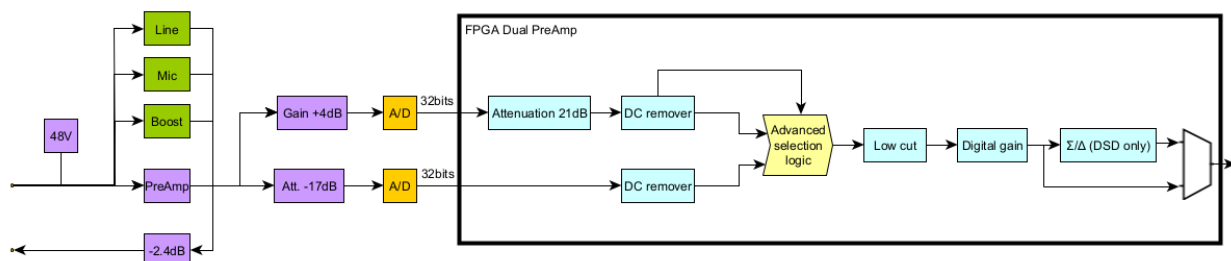 FPGA Dual PreAmp
Line
Mic
Boost
48V
PreAmp
-2.4dB
Gain +4dB
A/D
32bits
Att. -17dB
A/D
32bits
Attenuation 21dB
DC remover
DC remover
Advanced
selection
logic
Low cut
Digital gain
Σ/Δ (DSD only)